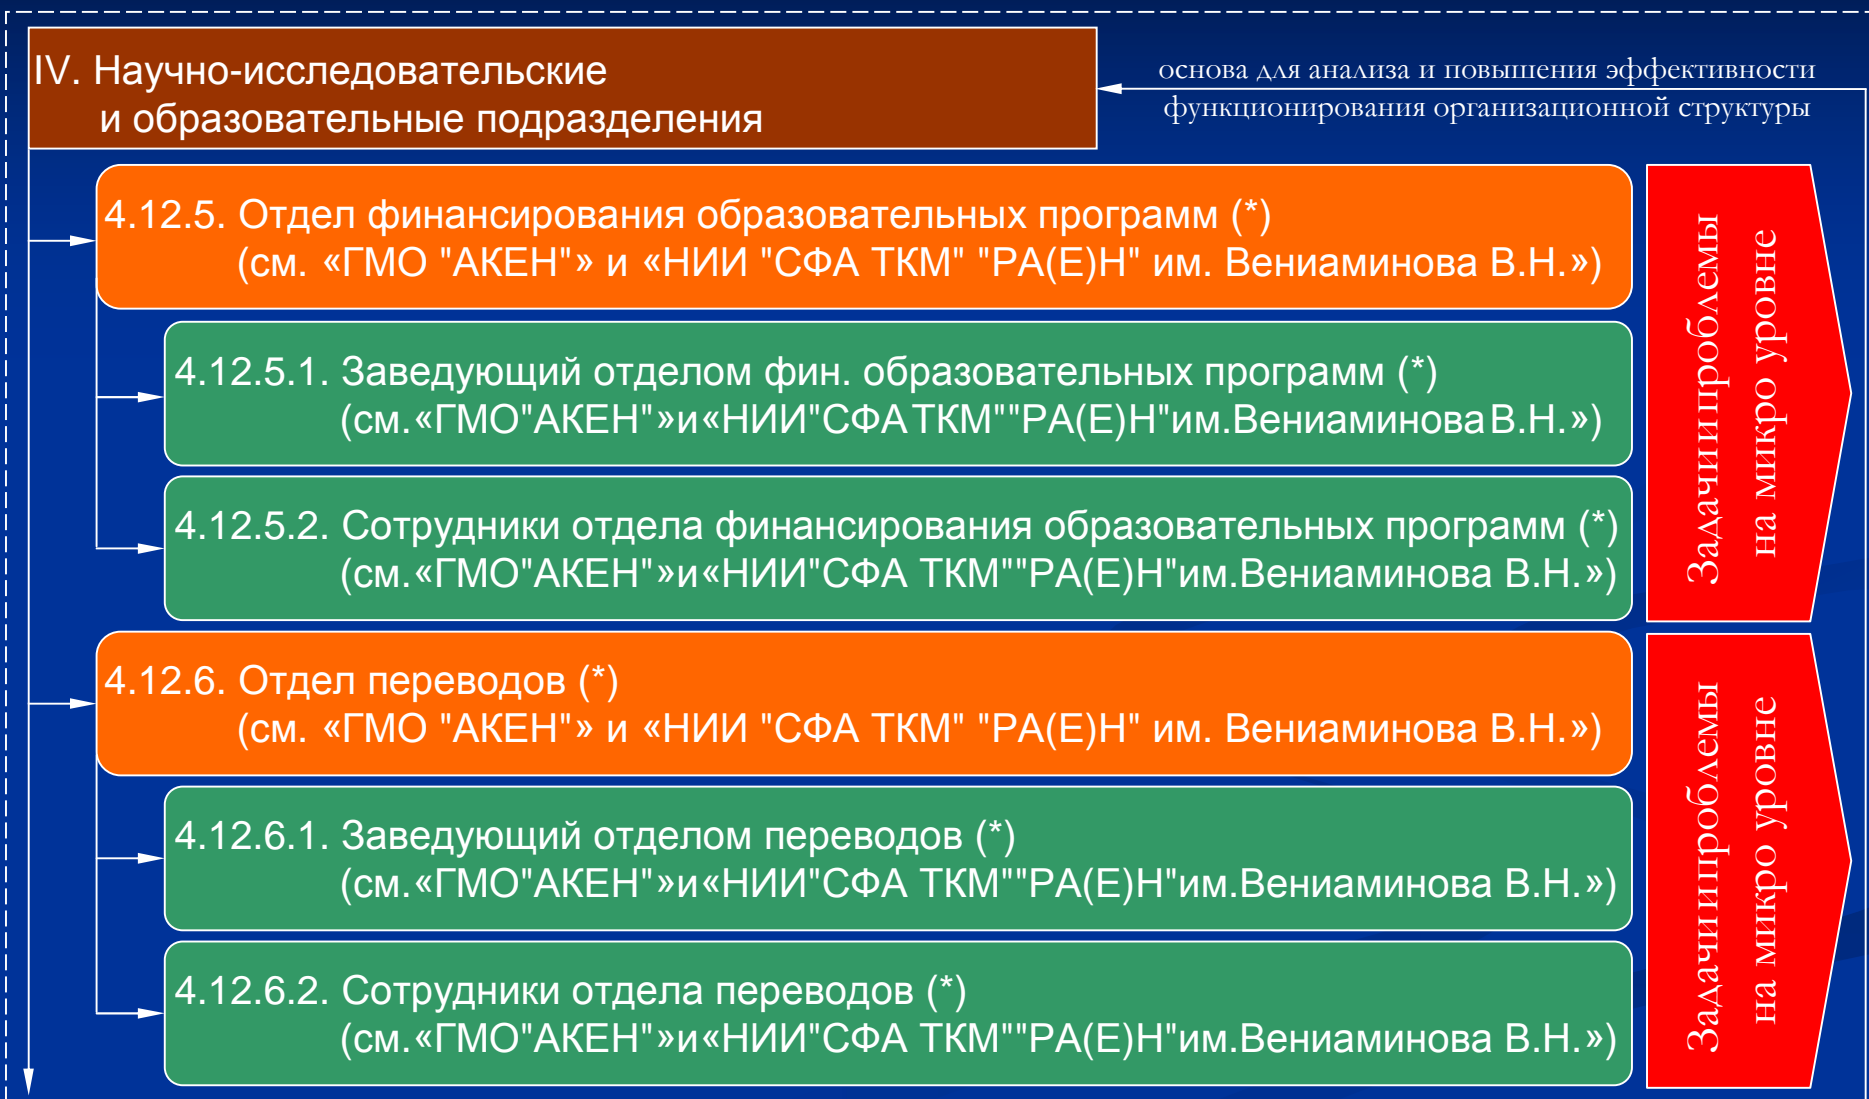 IV. Научно-исследовательские
и образовательные подразделения
основа для анализа и повышения эффективности
функционирования организационной структуры
4.12.5. Отдел финансирования образовательных программ (*)
(см. «ГМО "АКЕН"» и «НИИ "СФА ТКМ" "РА(Е)Н" им. Вениаминова В.Н.»)
4.12.5.1. Заведующий отделом фин. образовательных программ (*)
(см.«ГМО"АКЕН"»и«НИИ"СФАТКМ""РА(Е)Н"им.Вениаминова В.Н.»)
4.12.5.2. Сотрудники отдела финансирования образовательных программ (*)
(см.«ГМО"АКЕН"»и«НИИ"СФА ТКМ""РА(Е)Н"им.Вениаминова В.Н.»)
Задачиипроблемы
на микро уровне
4.12.6. Отдел переводов (*)
(см. «ГМО "АКЕН"» и «НИИ "СФА ТКМ" "РА(Е)Н" им. Вениаминова В.Н.»)
4.12.6.1. Заведующий отделом переводов (*)
(см.«ГМО"АКЕН"»и«НИИ"СФА ТКМ""РА(Е)Н"им.Вениаминова В.Н.»)
4.12.6.2. Сотрудники отдела переводов (*)
(см.«ГМО"АКЕН"»и«НИИ"СФА ТКМ""РА(Е)Н"им.Вениаминова В.Н.»)
Задачиипроблемы
на микро уровне